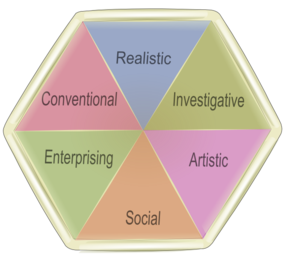 Realistic
Conventional
Investigative
Enterprising
Artistic
Social